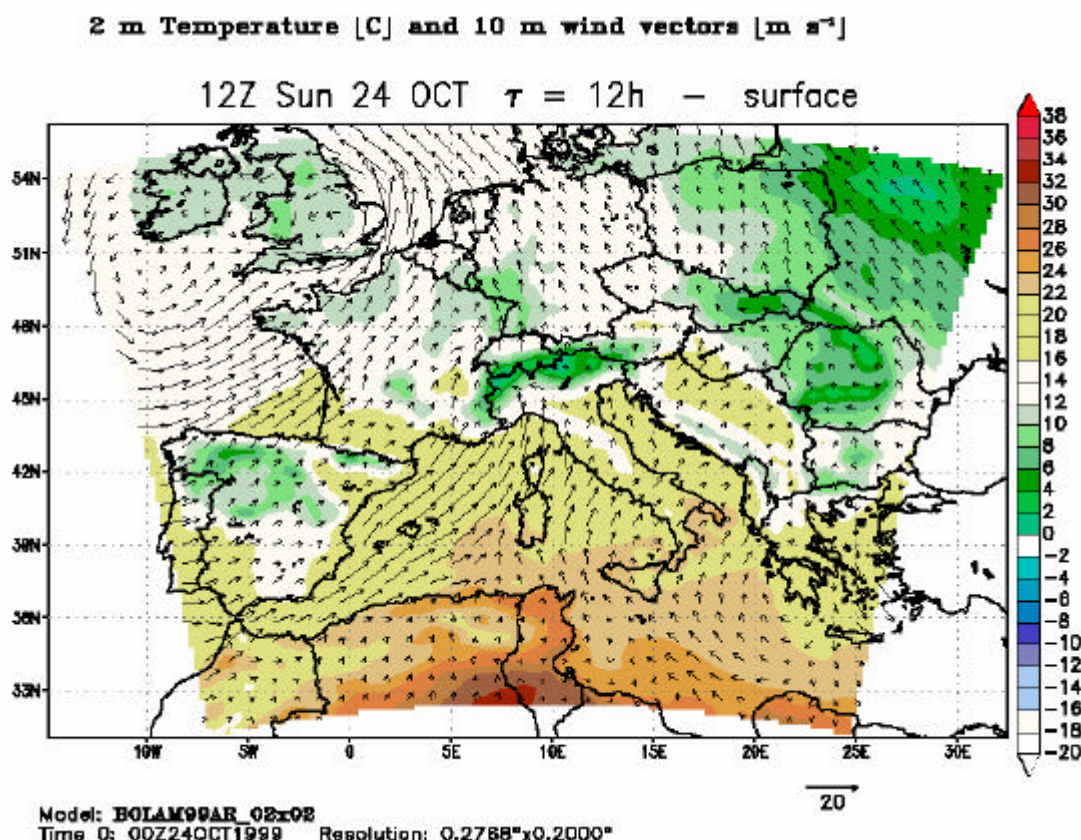 2 m Temperature [C] and 10 m wind vectors [m s⁻¹]
12Z Sun 24 OCT τ = 12h – surface
38
36
34
32
30
28
26
24
22
20
18
16
14
12
10
8
6
4
2
0
−2
−4
−6
−8
−10
−12
−14
−16
−18
−20
54N
51N
48N
45N
42N
39N
36N
33N
10W 5W 0 5E 10E 15E 20E 25E 30E
20
Model: BOLAM99AE_02x02
Time 0: 00Z24OCT1999 Resolution: 0.2768°x0.2000°